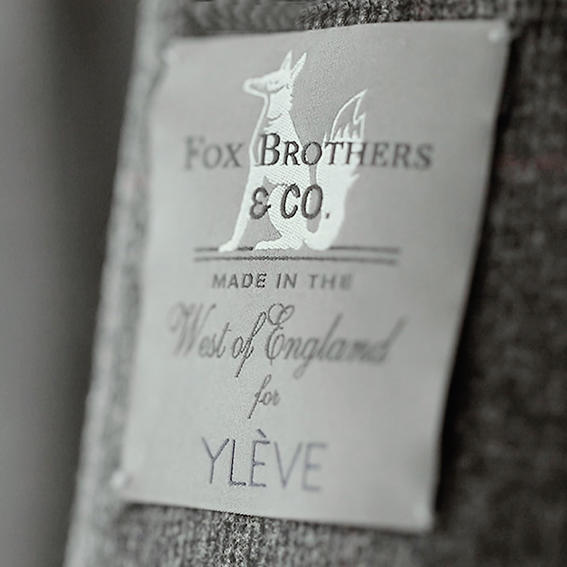 FOX BROTHERS
& CO.
MADE IN THE
West of England
for
YLÈVE